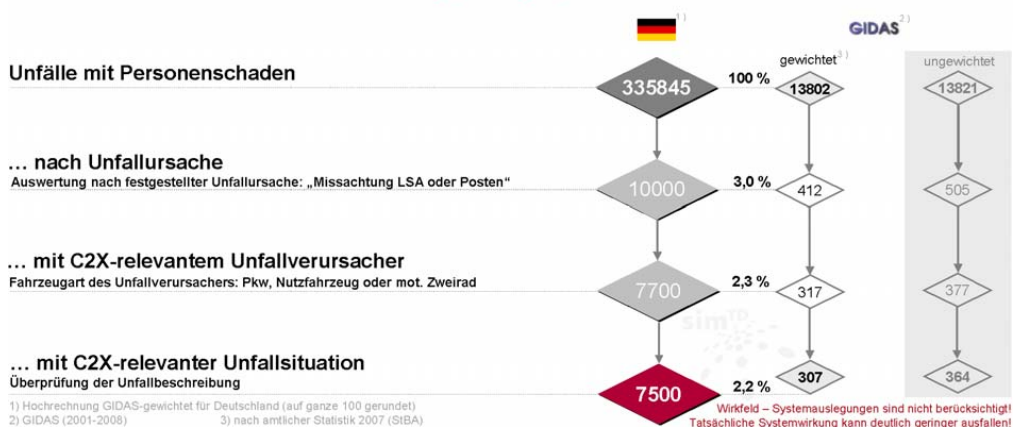 1)
GIDAS 2)
gewichtet 3)
ungewichtet
Unfälle mit Personenschaden
335845
100 %
13802
13821
... nach Unfallursache
Auswertung nach festgestellter Unfallursache: „Missachtung LSA oder Posten“
10000
3,0 %
412
505
... mit C2X-relevantem Unfallverursacher
Fahrzeugart des Unfallverursachers: Pkw, Nutzfahrzeug oder mot. Zweirad
7700
2,3 %
317
377
simTD
... mit C2X-relevanter Unfallsituation
Überprüfung der Unfallbeschreibung
7500
2,2 %
307
364
1) Hochrechnung GIDAS-gewichtet für Deutschland (auf ganze 100 gerundet)
2) GIDAS (2001-2008) 3) nach amtlicher Statistik 2007 (StBA)
Wirkfeld – Systemauslegungen sind nicht berücksichtigt!
Tatsächliche Systemwirkung kann deutlich geringer ausfallen!